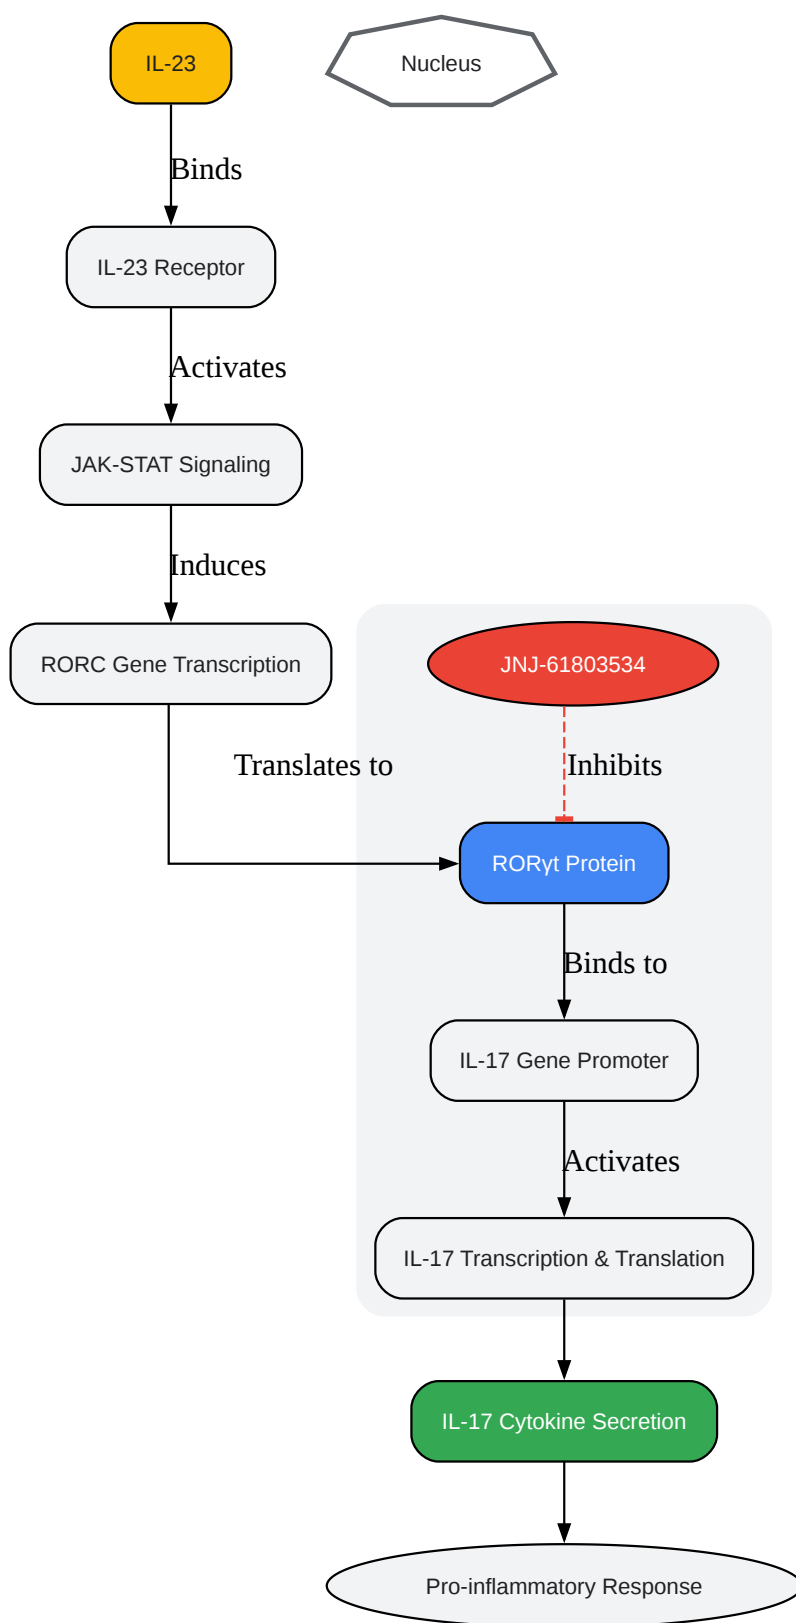 IL-23
Nucleus
Binds
IL-23 Receptor
Activates
JAK-STAT Signaling
Induces
RORC Gene Transcription
JNJ-61803534
Translates to
Inhibits
RORγt Protein
Binds to
IL-17 Gene Promoter
Activates
IL-17 Transcription & Translation
IL-17 Cytokine Secretion
Pro-inflammatory Response